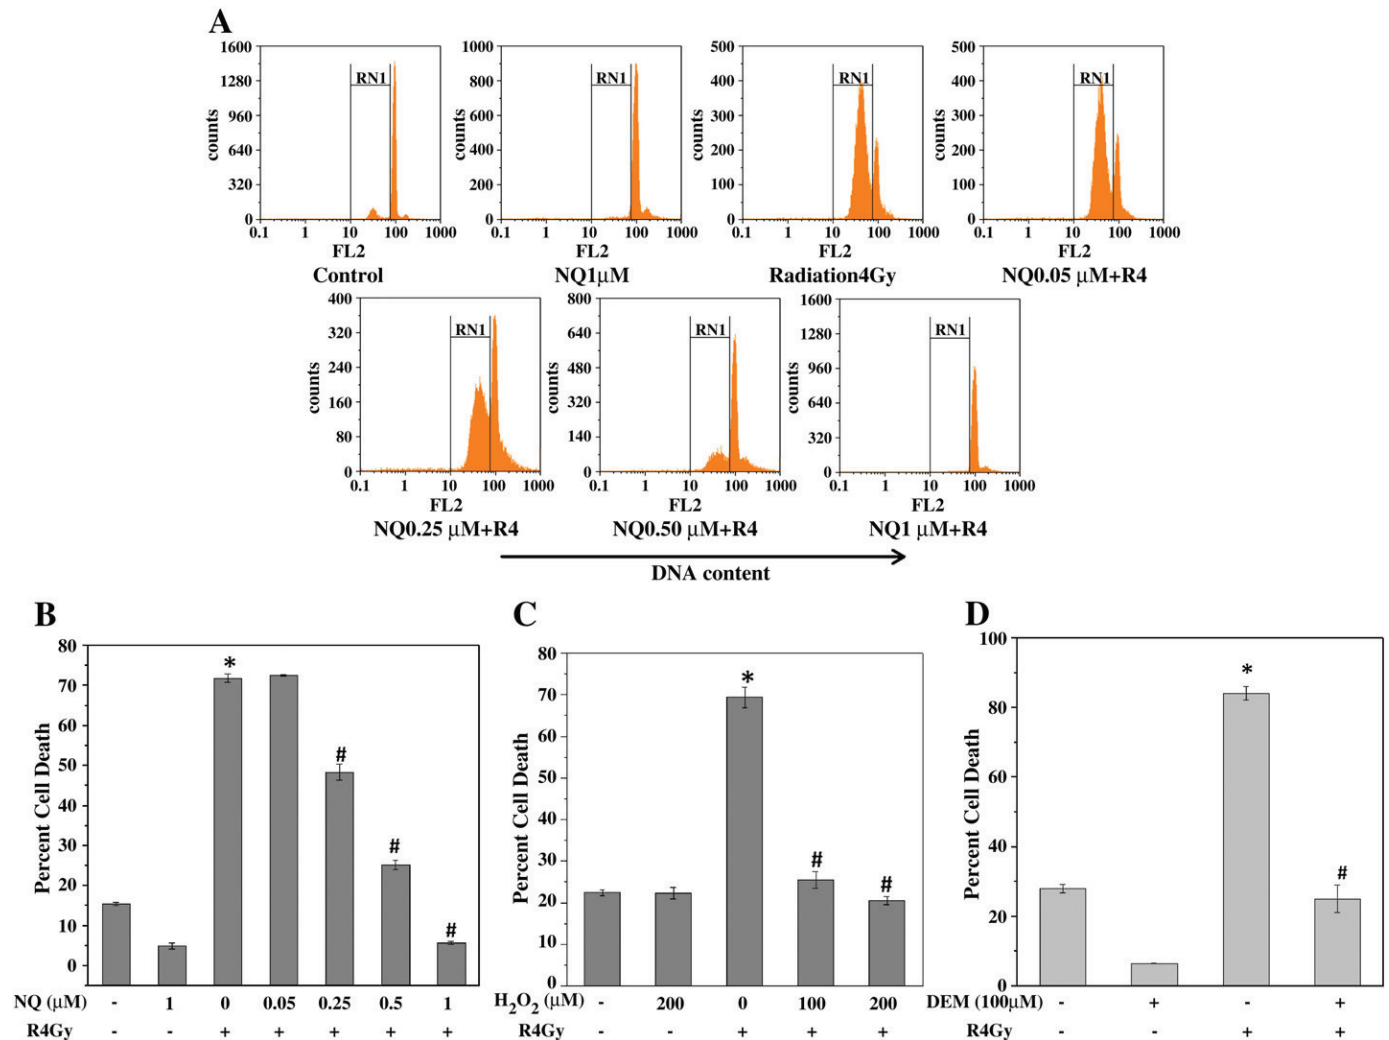 A
1600 1280 960 640 320 0
counts
RN1
0.1 1 10 100 1000
FL2
Control
1000 800 600 400 200 0
counts
RN1
0.1 1 10 100 1000
FL2
NQ1μM
500 400 300 200 100 0
counts
RN1
0.1 1 10 100 1000
FL2
Radiation4Gy
500 400 300 200 100 0
counts
RN1
0.1 1 10 100 1000
FL2
NQ0.05 μM+R4
400 320 240 160 80 0
counts
RN1
0.1 1 10 100 1000
FL2
NQ0.25 μM+R4
800 640 480 320 140 0
counts
RN1
0.1 1 10 100 1000
FL2
NQ0.50 μM+R4
1600 1280 960 640 320 0
counts
RN1
0.1 1 10 100 1000
FL2
NQ1 μM+R4
DNA content
B
Percent Cell Death
80 70 60 50 40 30 20 10 0
* # # #
NQ (μM) - 1 0 0.05 0.25 0.5 1
R4Gy - - + + + + +
C
Percent Cell Death
80 70 60 50 40 30 20 10 0
* # #
H2O2 (μM) - 200 0 100 200
R4Gy - - + + +
D
Percent Cell Death
100 80 60 40 20 0
* #
DEM (100μM) - + - +
R4Gy - - + +